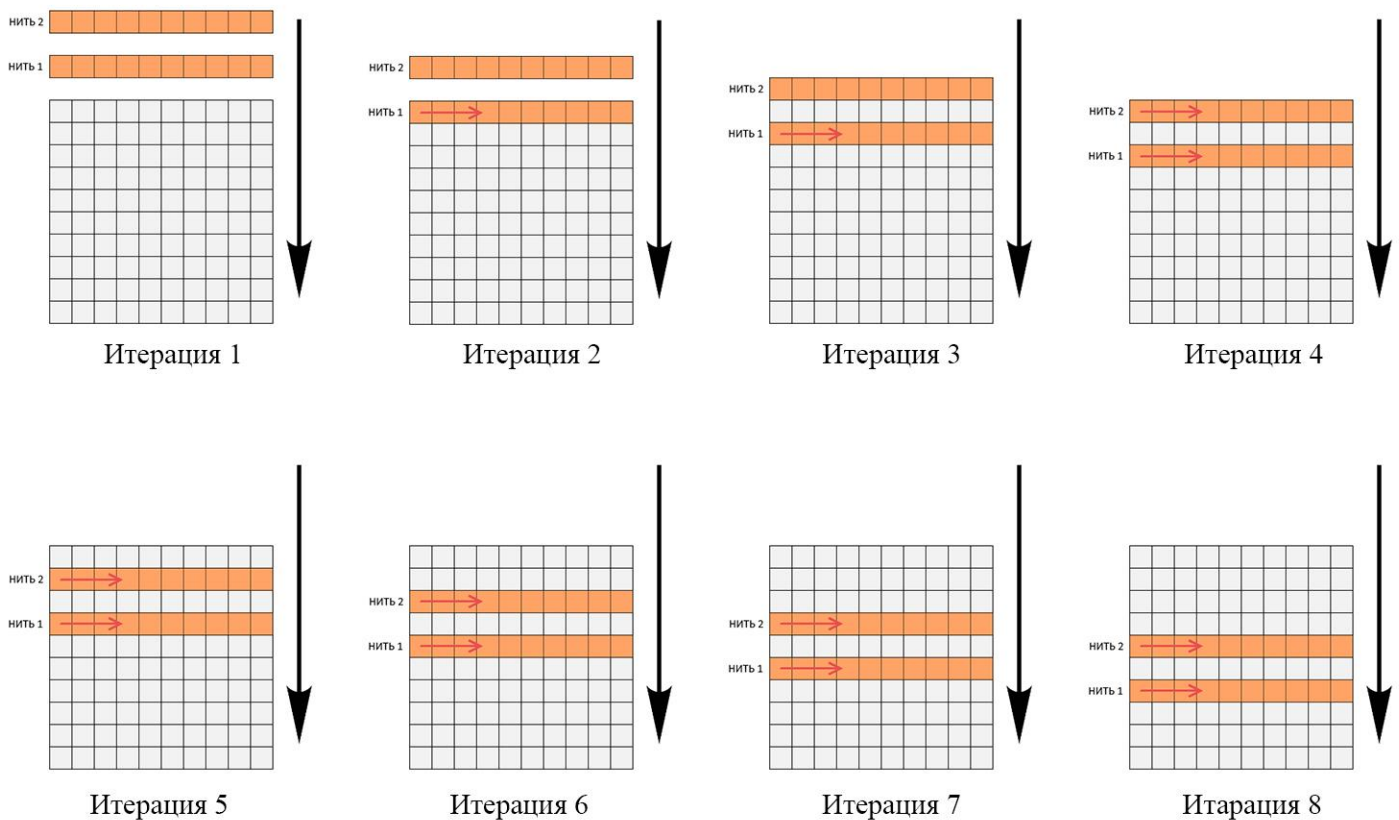 нить 2
нить 1
Итерация 1
нить 2
нить 1
Итерация 2
нить 2
нить 1
Итерация 3
нить 2
нить 1
Итерация 4
нить 2
нить 1
Итерация 5
нить 2
нить 1
Итерация 6
нить 2
нить 1
Итерация 7
нить 2
нить 1
Итарация 8